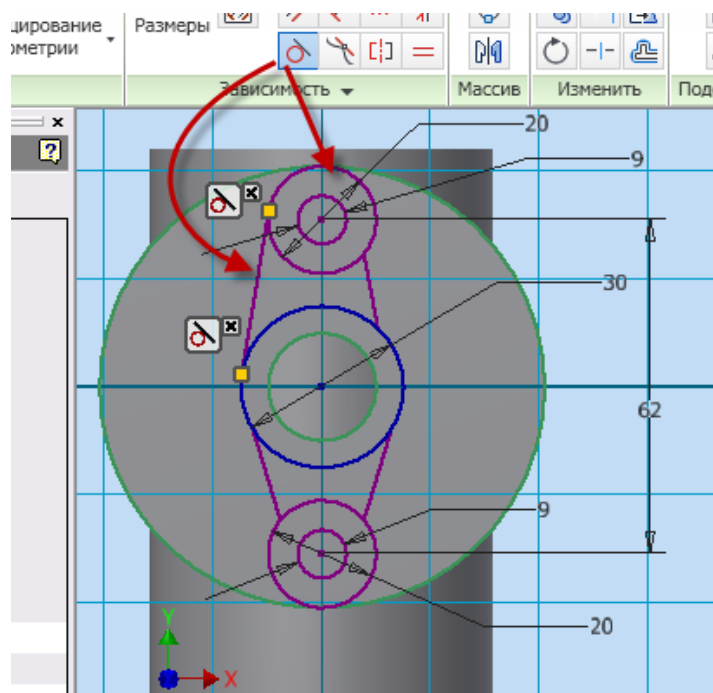 цирование
ометрии
Размеры
Зависимость
Массив
Изменить
Под
x
?
20
9
30
62
9
20
Y
X